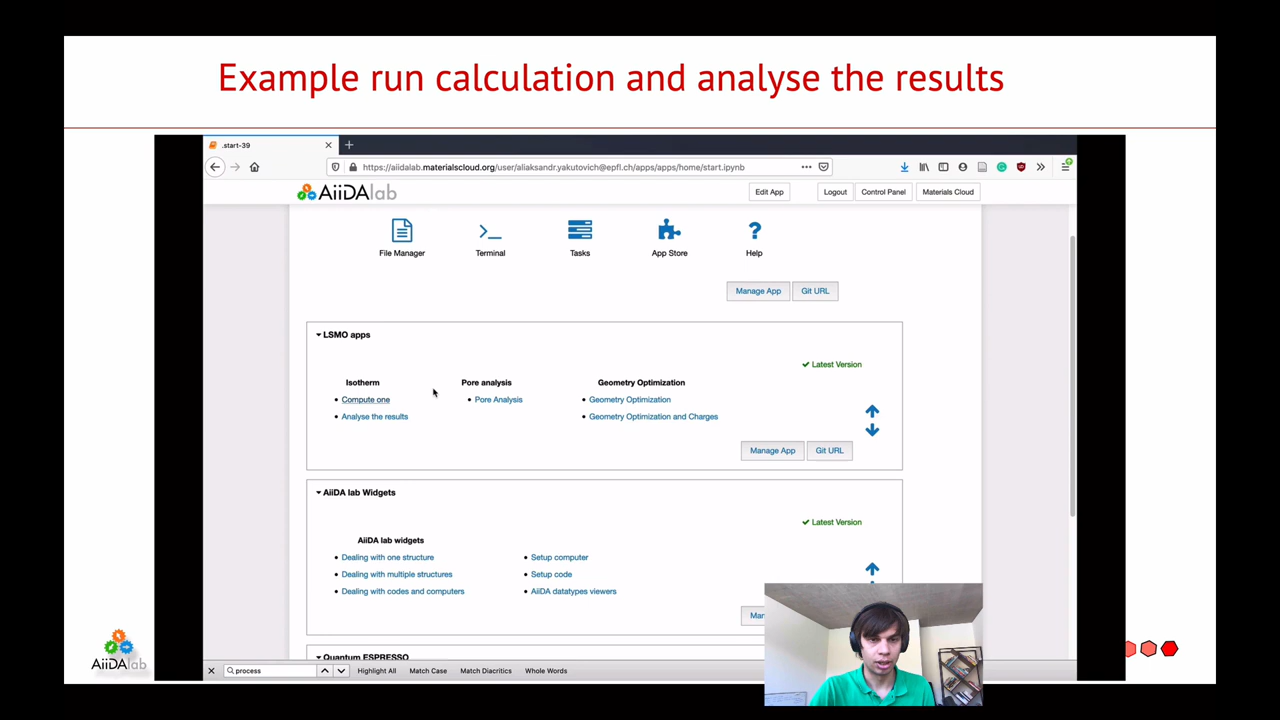 Example run calculation and analyse the results
.start-39
https://aiidalab.materialscloud.org/user/aliaksandr.yakutovich@epfl.ch/apps/apps/home/start.ipynb
AiiDAlab
Edit App Logout Control Panel Materials Cloud
File Manager Terminal Tasks App Store Help
Manage App Git URL
LSMO apps
Latest Version
Isotherm Pore analysis Geometry Optimization
Compute one Pore Analysis Geometry Optimization
Analyse the results Geometry Optimization and Charges
Manage App Git URL
AiiDA lab Widgets
Latest Version
AiiDA lab widgets
Dealing with one structure Setup computer
Dealing with multiple structures Setup code
Dealing with codes and computers AiiDA datatypes viewers
Quantum ESPRESSO
AiiDAlab
process Highlight All Match Case Match Diacritics Whole Words